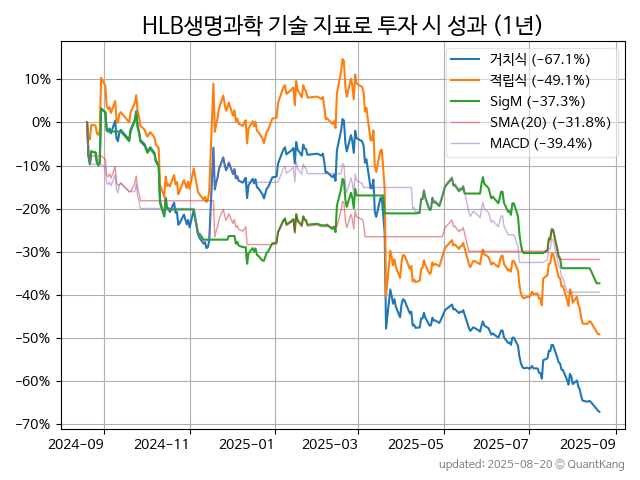 HLB생명과학 기술 지표로 투자 시 성과 (1년)
거치식 (−67.1%)
적립식 (−49.1%)
SigM (−37.3%)
SMA(20) (−31.8%)
MACD (−39.4%)
10%
0%
−10%
−20%
−30%
−40%
−50%
−60%
−70%
2024-09 2024-11 2025-01 2025-03 2025-05 2025-07 2025-09
updated: 2025-08-20 © QuantKang